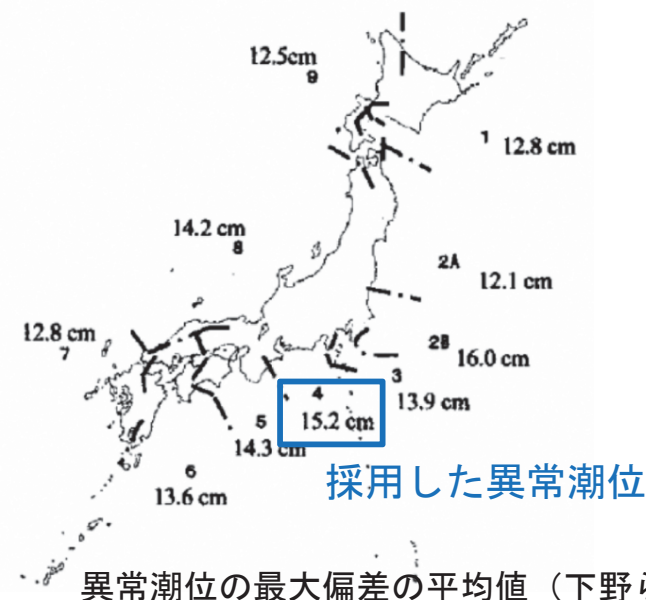 12.5cm
9
1
12.8 cm
14.2 cm
8
2A
12.1 cm
12.8 cm
7
2B
16.0 cm
3
13.9 cm
4
15.2 cm
5
14.3 cm
6
13.6 cm
採用した異常潮位
異常潮位の最大偏差の平均値（下野ら